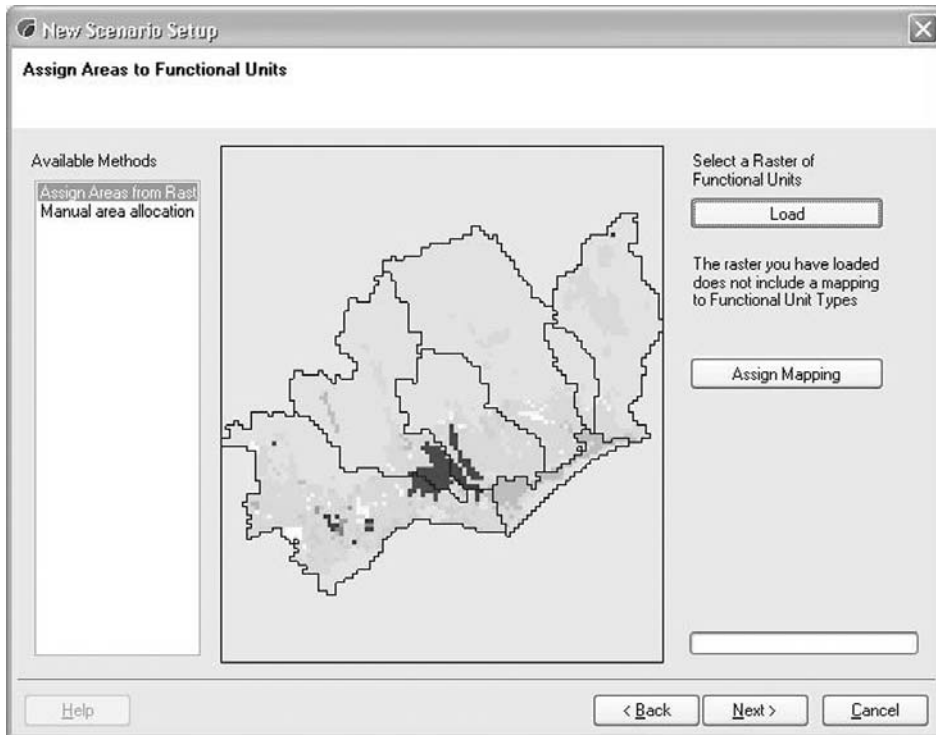 New Scenario Setup
Assign Areas to Functional Units
Available Methods
Assign Areas from Rast
Manual area allocation
Select a Raster of
Functional Units
Load
The raster you have loaded
does not include a mapping
to Functional Unit Types
Assign Mapping
Help
< Back
Next >
Cancel